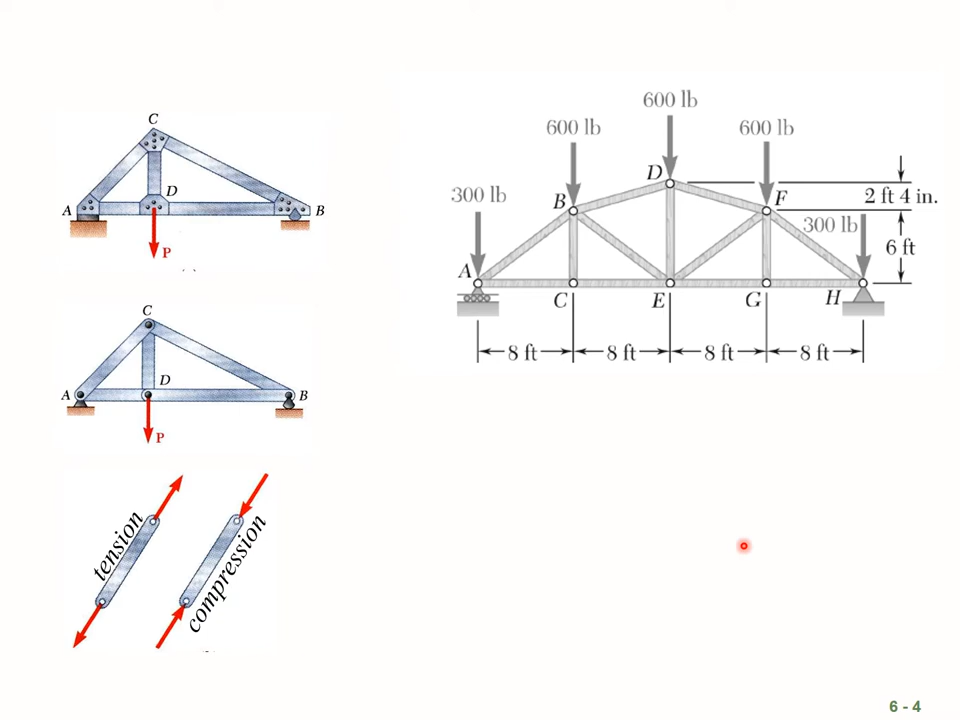 C
D
A
B
P
C
D
A
B
P
tension
compression
600 lb
600 lb
600 lb
300 lb
D
B
F
2 ft 4 in.
300 lb
6 ft
A
C
E
G
H
8 ft
8 ft
8 ft
8 ft
6 - 4